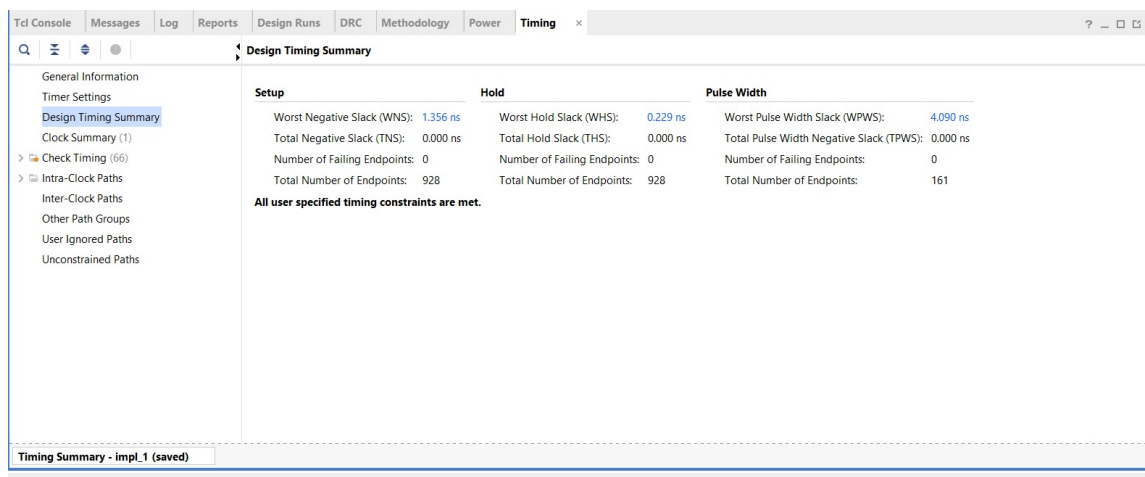 Tcl Console Messages Log Reports Design Runs DRC Methodology Power Timing × ? _
Design Timing Summary
General Information
Timer Settings
Design Timing Summary
Clock Summary (1)
Check Timing (66)
Intra-Clock Paths
Inter-Clock Paths
Other Path Groups
User Ignored Paths
Unconstrained Paths
Setup Hold Pulse Width
Worst Negative Slack (WNS): 1.356 ns Worst Hold Slack (WHS): 0.229 ns Worst Pulse Width Slack (WPWS): 4.090 ns
Total Negative Slack (TNS): 0.000 ns Total Hold Slack (THS): 0.000 ns Total Pulse Width Negative Slack (TPWS): 0.000 ns
Number of Failing Endpoints: 0 Number of Failing Endpoints: 0 Number of Failing Endpoints: 0
Total Number of Endpoints: 928 Total Number of Endpoints: 928 Total Number of Endpoints: 161
All user specified timing constraints are met.
Timing Summary - impl_1 (saved)